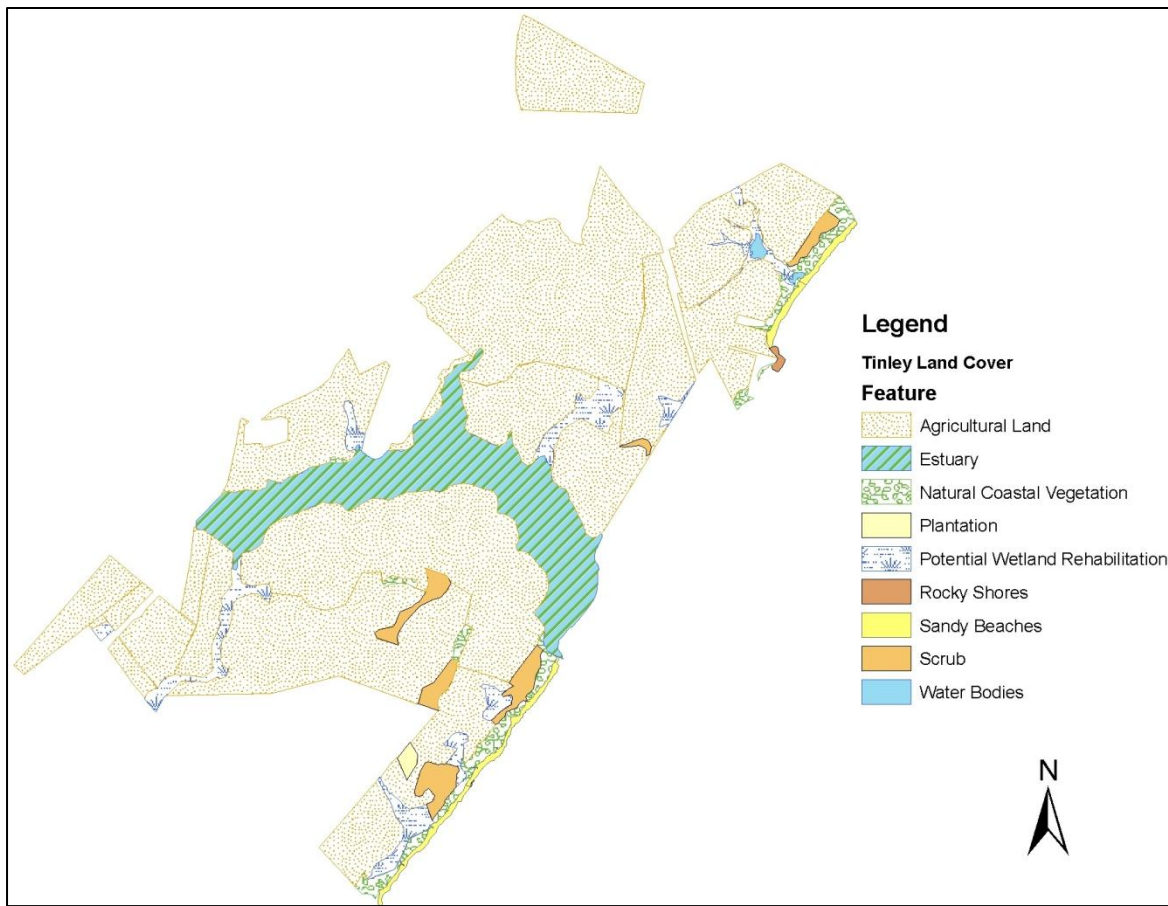 Legend
Tinley Land Cover
Feature
Agricultural Land
Estuary
Natural Coastal Vegetation
Plantation
Potential Wetland Rehabilitation
Rocky Shores
Sandy Beaches
Scrub
Water Bodies
N